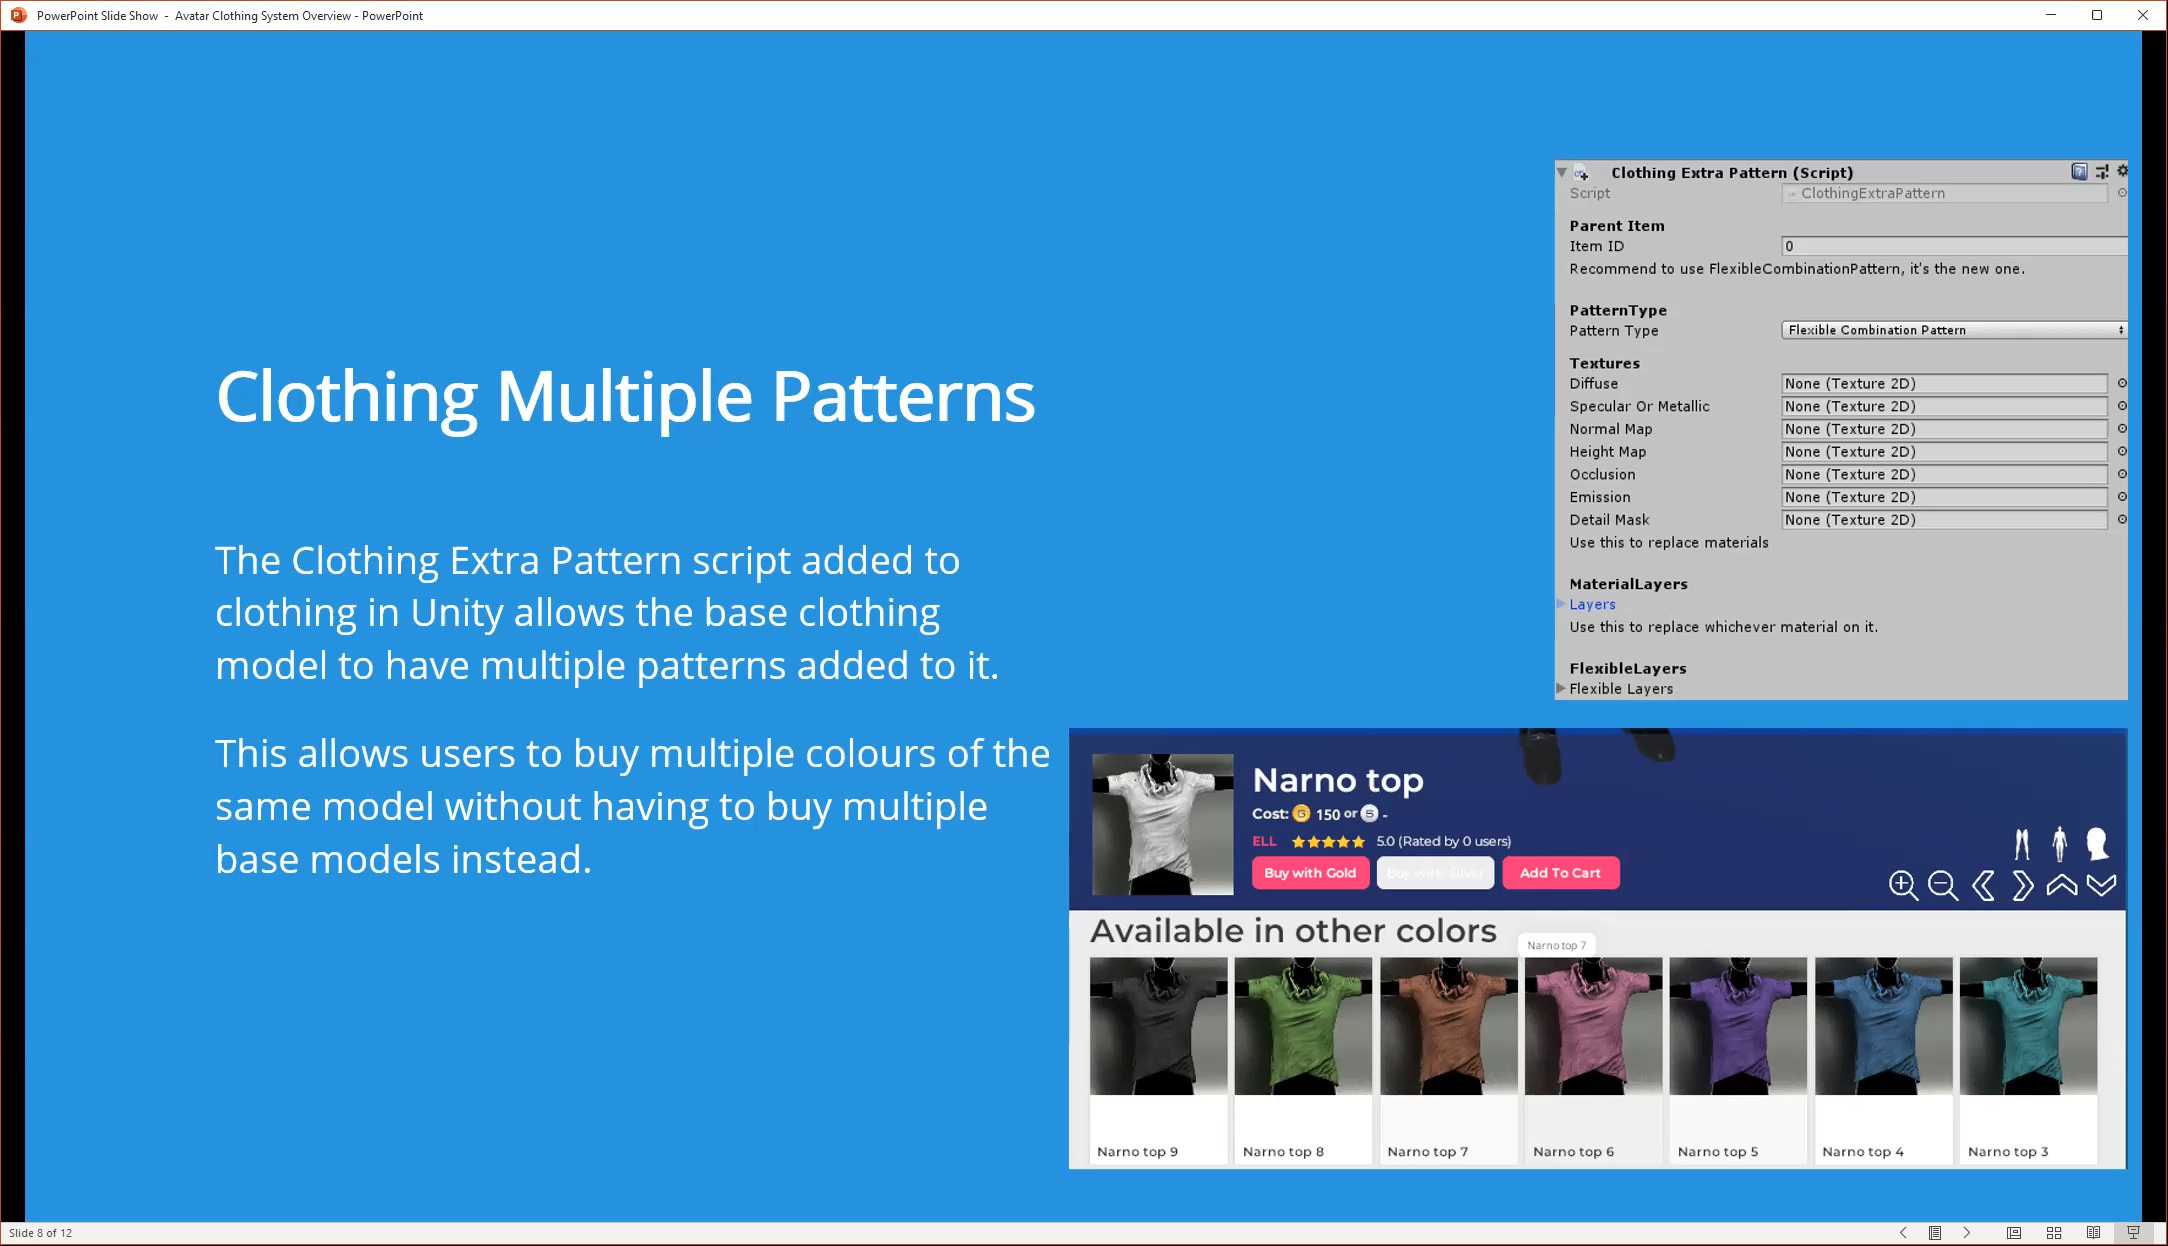 PowerPoint Slide Show - Avatar Clothing System Overview - PowerPoint
Clothing Multiple Patterns
The Clothing Extra Pattern script added to
clothing in Unity allows the base clothing
model to have multiple patterns added to it.
This allows users to buy multiple colours of the
same model without having to buy multiple
base models instead.
Clothing Extra Pattern (Script)
Script ClothingExtraPattern
Parent Item
Item ID 0
Recommend to use FlexibleCombinationPattern, it's the new one.
PatternType
Pattern Type Flexible Combination Pattern
Textures
Diffuse None (Texture 2D)
Specular Or Metallic None (Texture 2D)
Normal Map None (Texture 2D)
Height Map None (Texture 2D)
Occlusion None (Texture 2D)
Emission None (Texture 2D)
Detail Mask None (Texture 2D)
Use this to replace materials
MaterialLayers
Layers
Use this to replace whichever material on it.
FlexibleLayers
Flexible Layers
Narno top
Cost: G 150 or S -
ELL 5.0 (Rated by 0 users)
Buy with Gold Buy with Silver Add To Cart
Available in other colors
Narno top 7
Narno top 9 Narno top 8 Narno top 7 Narno top 6 Narno top 5 Narno top 4 Narno top 3
Slide 8 of 12